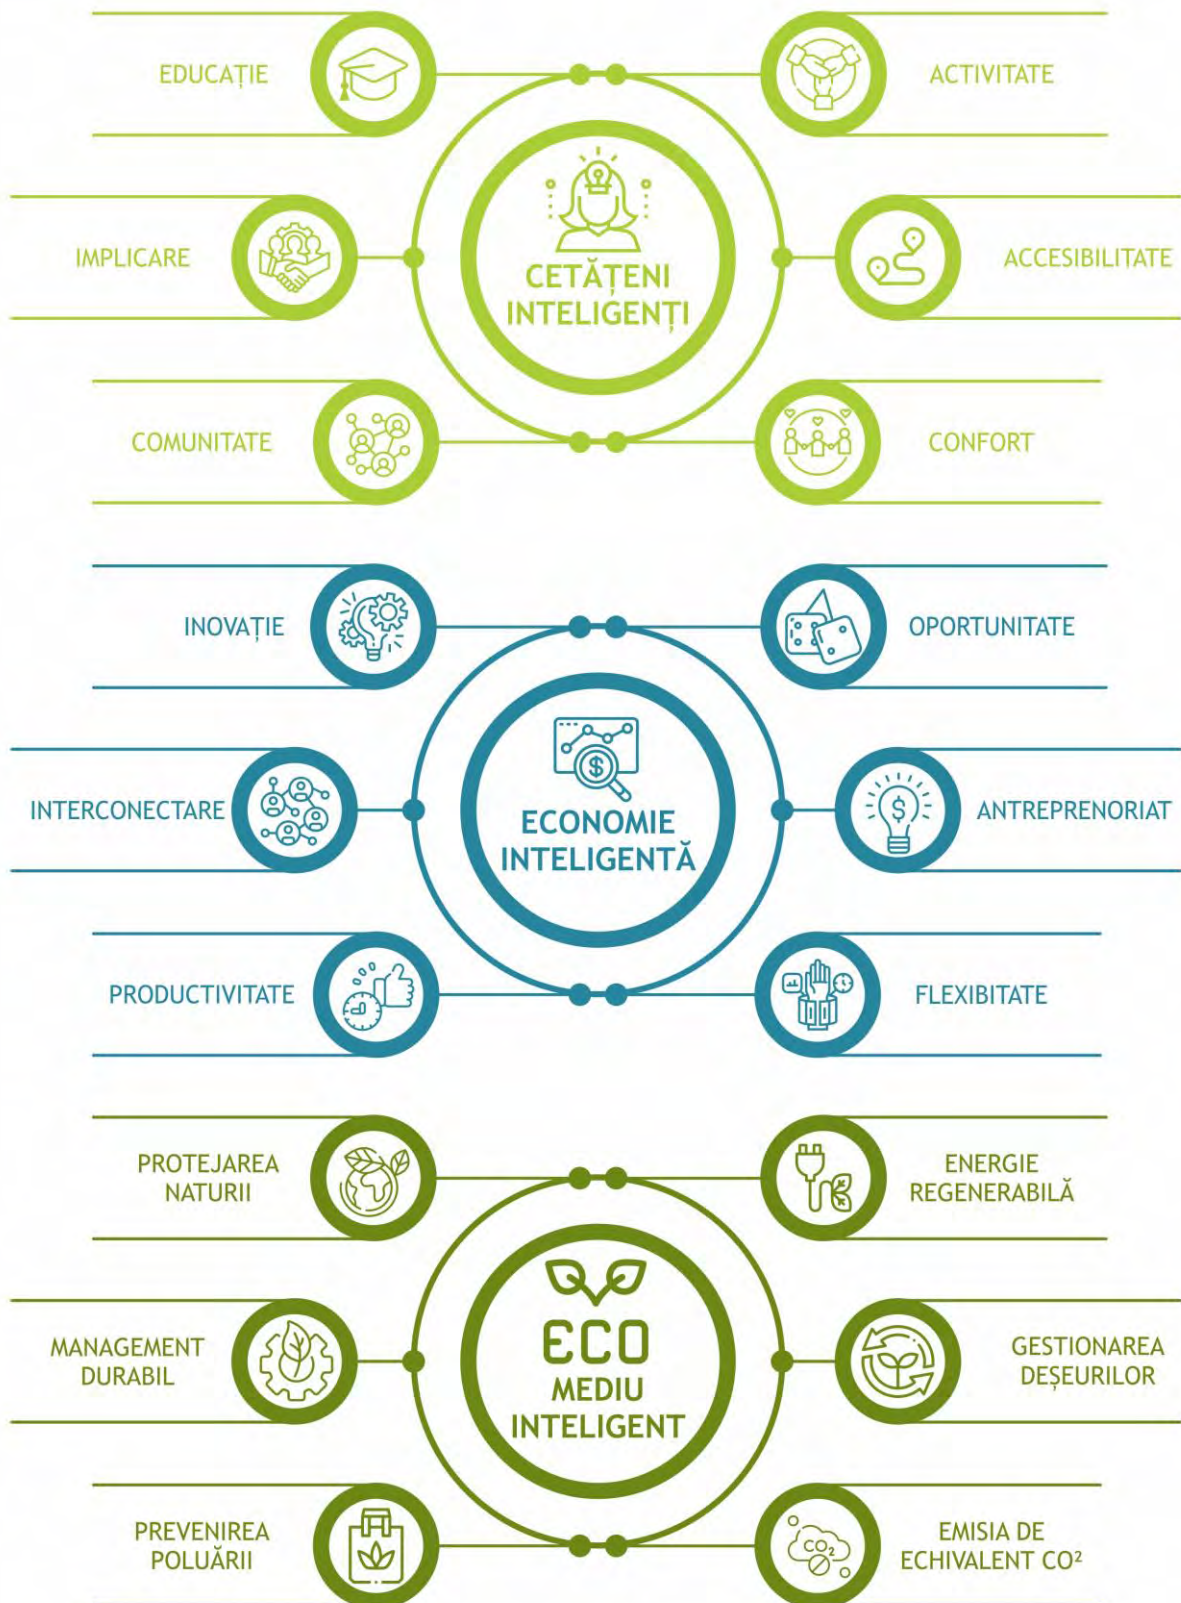 EDUCAȚIE
ACTIVITATE
IMPLICARE
CETĂȚENI
INTELIGENȚI
ACCESIBILITATE
COMUNITATE
CONFORT
INOVAȚIE
OPORTUNITATE
INTERCONECTARE
$
ECONOMIE
INTELIGENTĂ
$
ANTREPRENORIAT
PRODUCTIVITATE
FLEXIBITATE
PROTEJAREA
NATURII
ENERGIE
REGENERABILĂ
MANAGEMENT
DURABIL
ECO
MEDIU
INTELIGENT
GESTIONAREA
DEȘEURILOR
PREVENIREA
POLUĂRII
CO₂
EMISIA DE
ECHIVALENT CO²